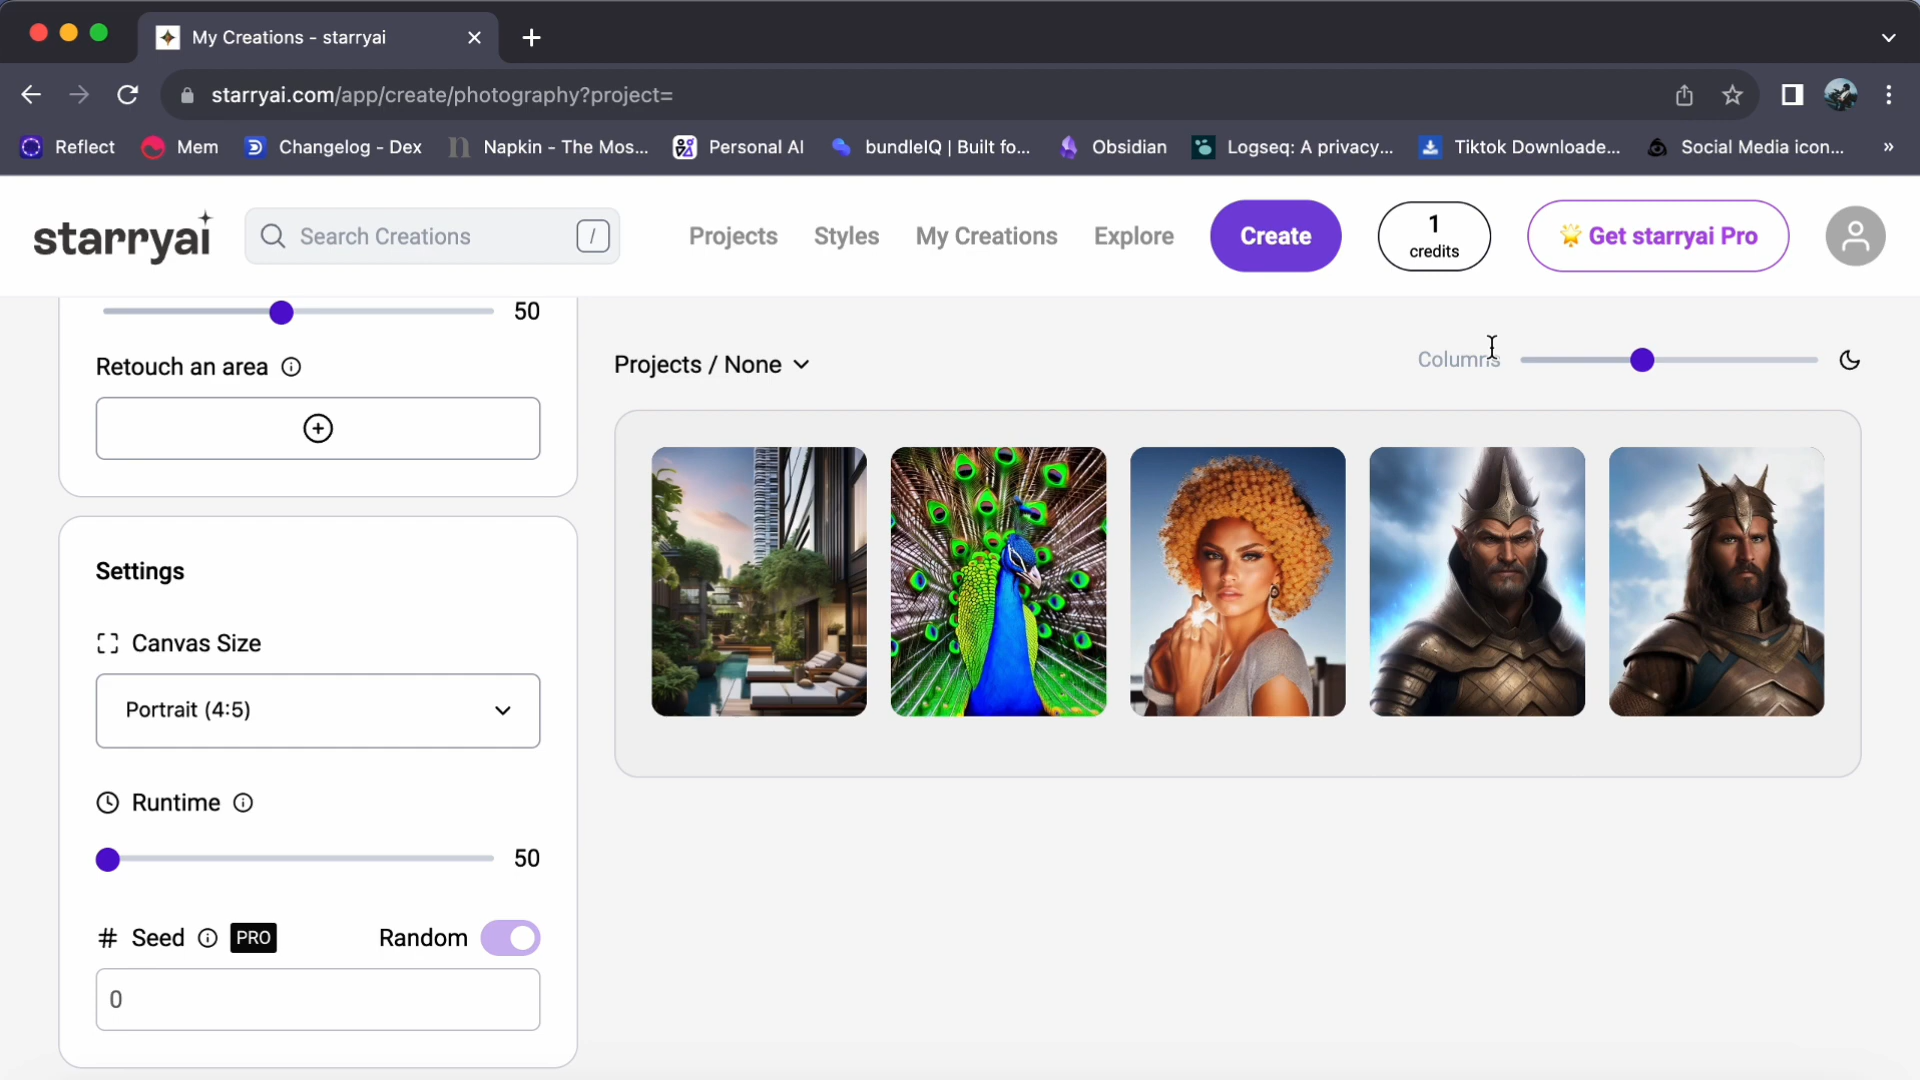 My Creations - starryai
starryai.com/app/create/photography?project=
Reflect Mem Changelog - Dex Napkin - The Mos... Personal AI bundleIQ | Built fo... Obsidian Logseq: A privacy... Tiktok Downloade... Social Media icon... »
starryai Search Creations / Projects Styles My Creations Explore Create 1 credits Get starryai Pro
50
Retouch an area
Projects / None
Columns
Settings
Canvas Size
Portrait (4:5)
Runtime
50
# Seed PRO Random
0